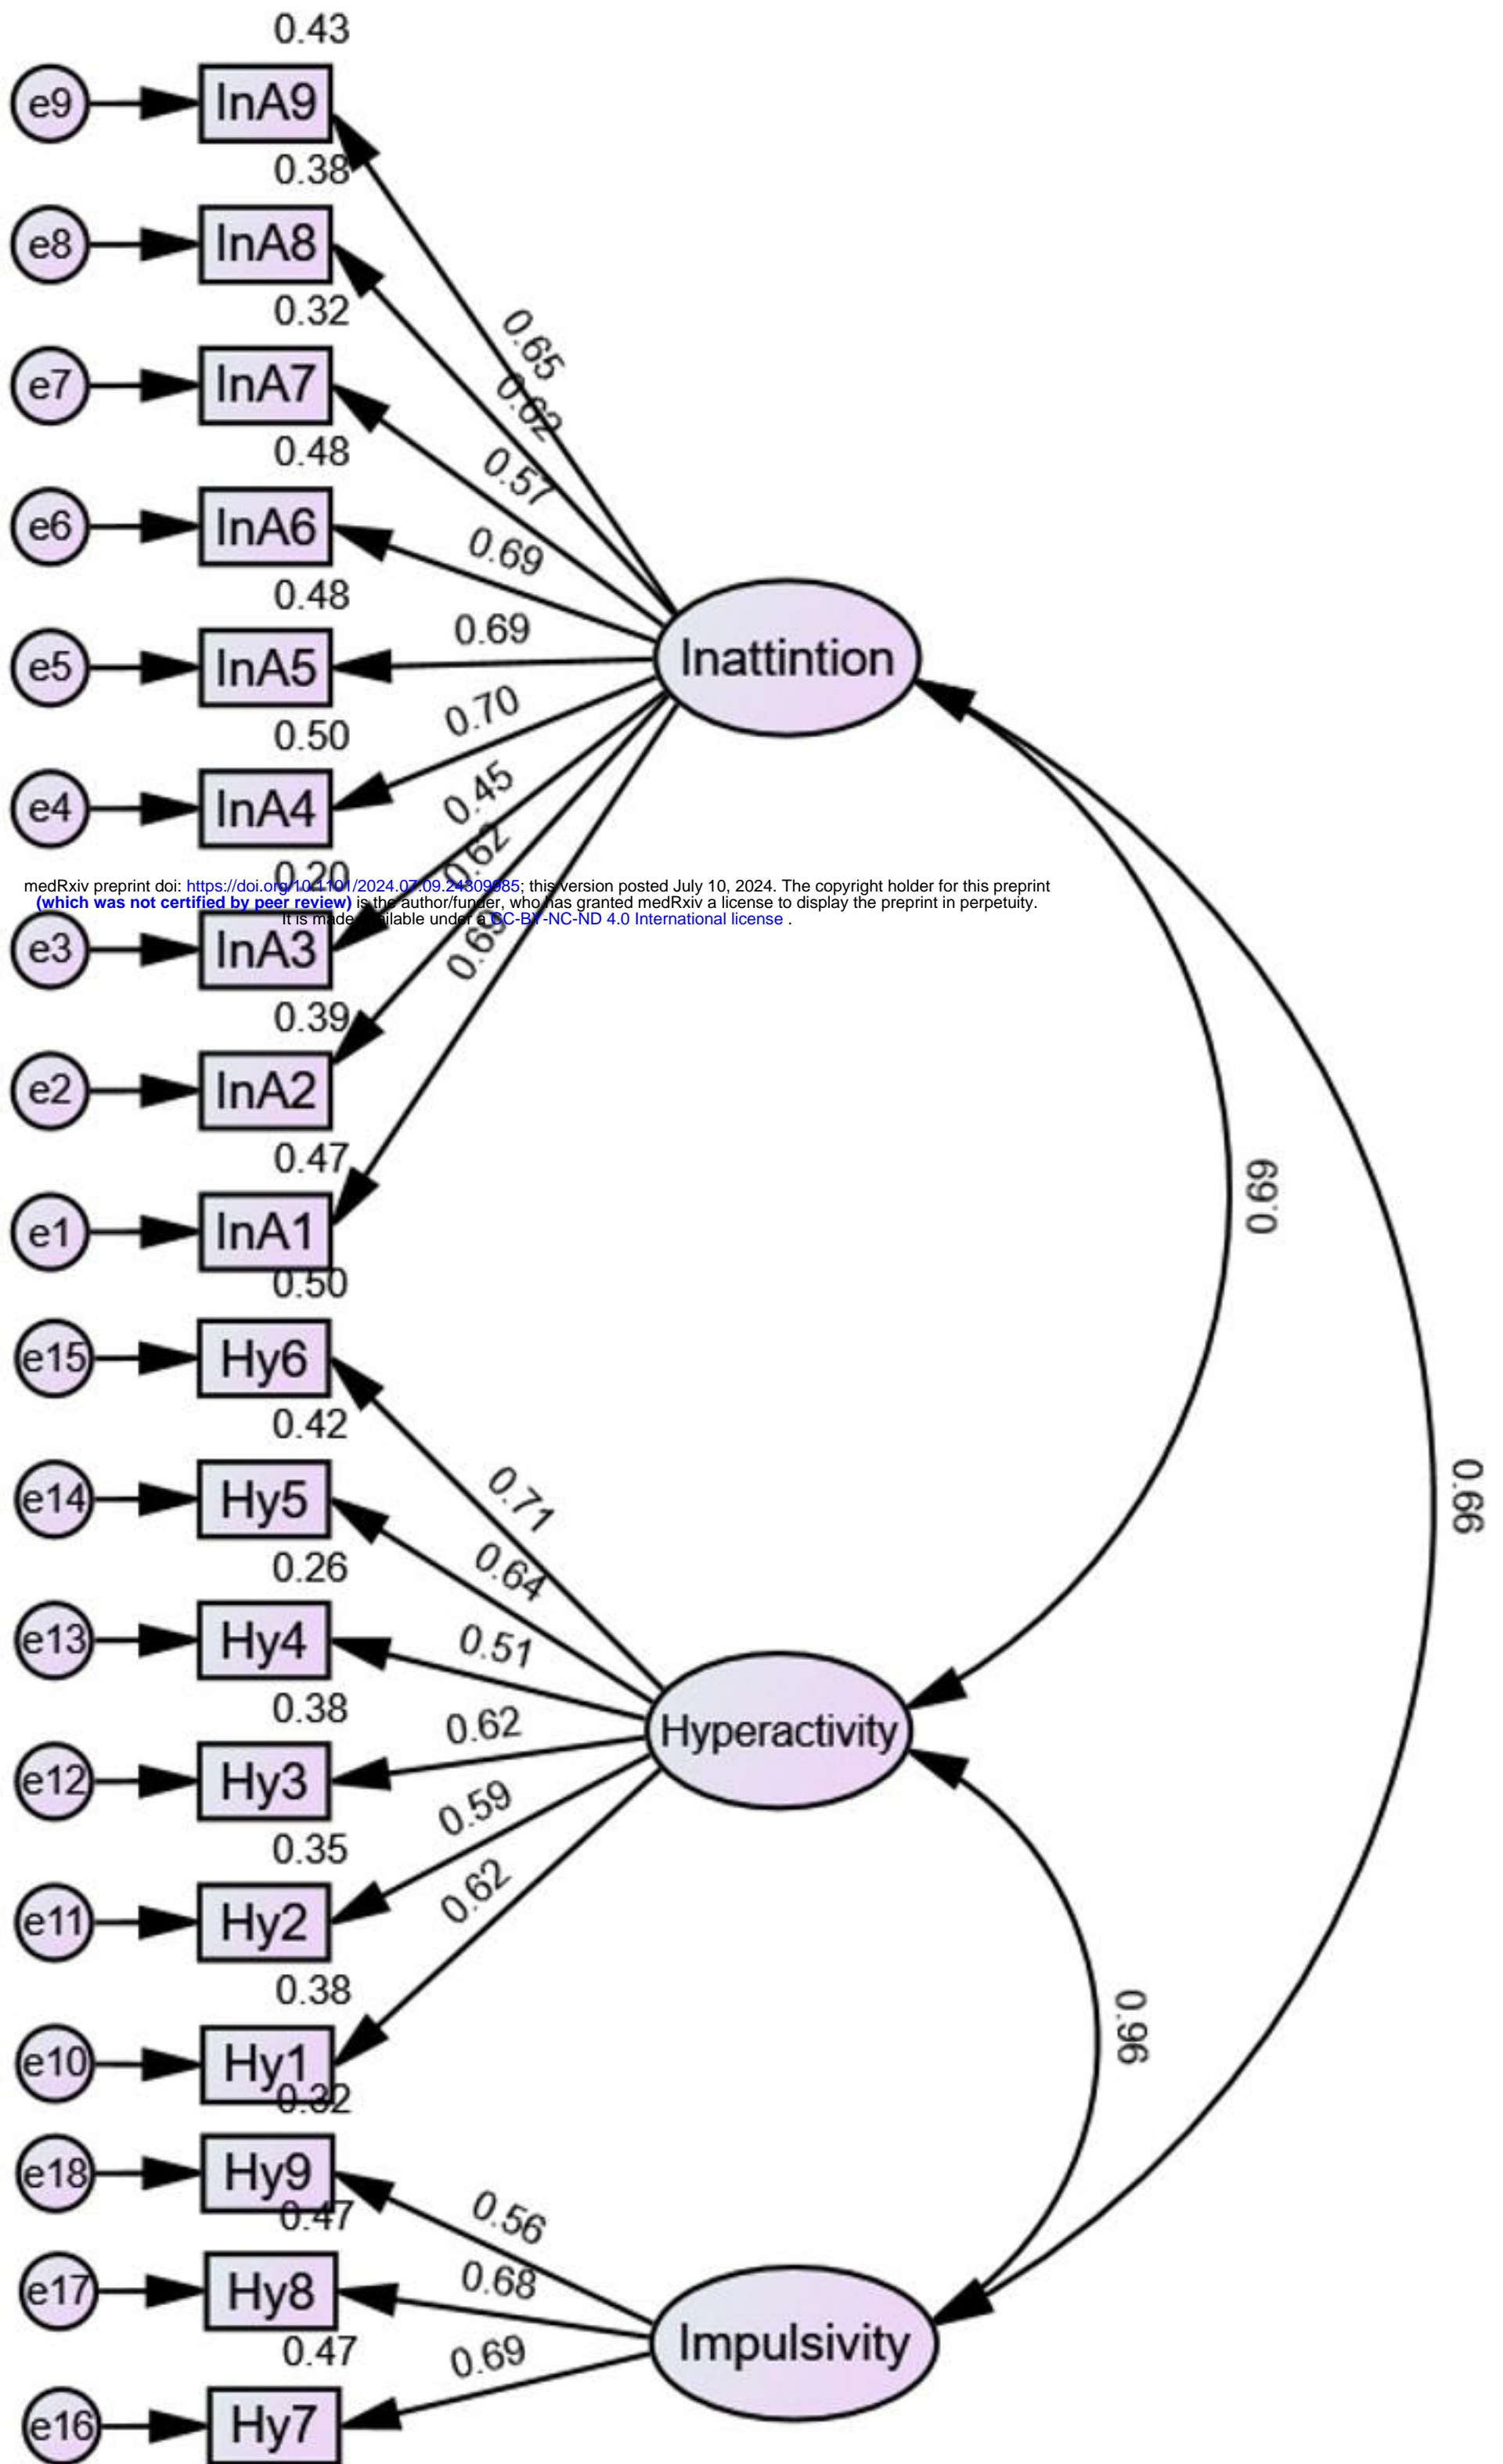 0.43
e9 InA9
0.38
e8 InA8
0.32
0.65
e7 InA7
0.62
0.48
0.57
e6 InA6
0.69
0.48
0.69
e5 InA5
Inattintion
0.50
0.70
e4 InA4
0.45
0.20
0.62
medRxiv preprint doi: https://doi.org/10.1101/2024.07.09.24309985; this version posted July 10, 2024. The copyright holder for this preprint
(which was not certified by peer review) is the author/funder, who has granted medRxiv a license to display the preprint in perpetuity.
It is made available under a CC-BY-NC-ND 4.0 International license .
e3 InA3
0.69
0.39
e2 InA2
0.47
0.69
e1 InA1
0.50
e15 Hy6
0.42
e14 Hy5
0.71
0.66
0.26
0.64
e13 Hy4
0.51
0.38
0.62
Hyperactivity
e12 Hy3
0.59
0.35
0.62
e11 Hy2
0.38
0.96
e10 Hy1
0.32
e18 Hy9
0.47
0.56
e17 Hy8
0.68
Impulsivity
0.47
0.69
e16 Hy7